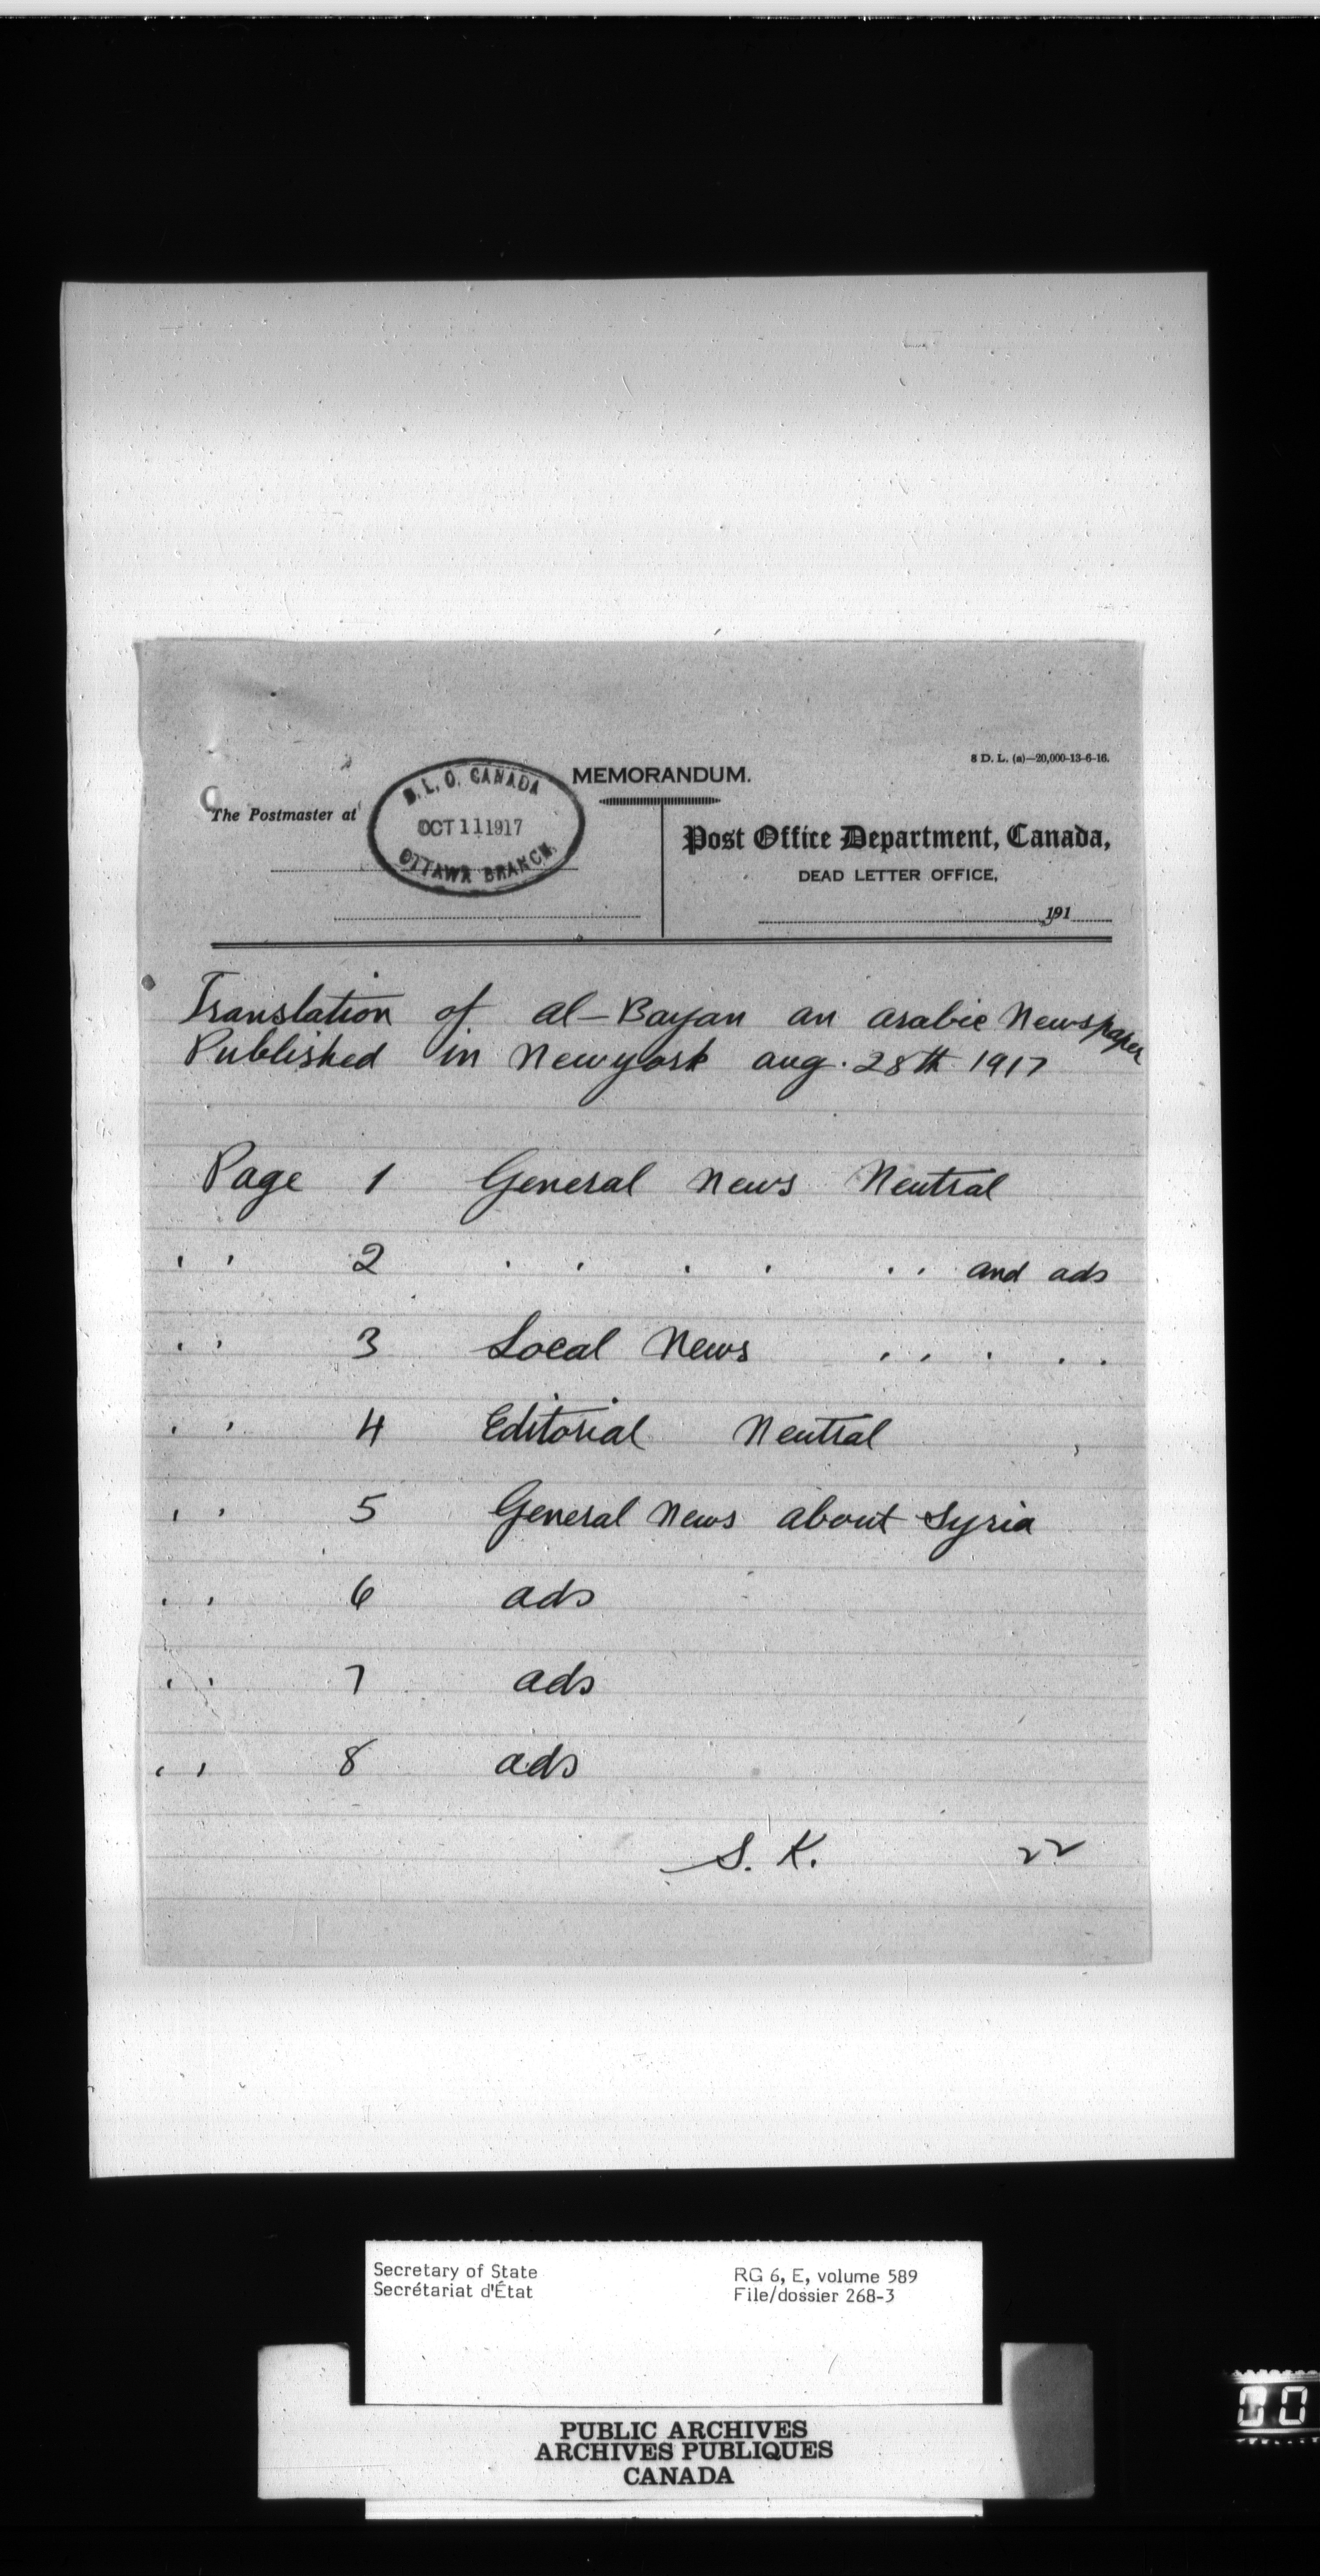 8 D. L. (a)—20,000-13-6-16.
MEMORANDUM.
The Postmaster at
D. L. O. CANADA
OCT 11 1917
OTTAWA BRANCH.
Post Office Department, Canada,
DEAD LETTER OFFICE,
191
Translation of al-Bayan an arabic Newspaper
Published in Newyork aug. 28th 1917
Page 1 General News Neutral
" 2 " " " and ads
" 3 Local News " " "
" 4 Editorial Neutral
" 5 General News about Syria
" 6 ads
" 7 ads
" 8 ads
S. K. 22
Secretary of State
Secrétariat d'État
RG 6, E, volume 589
File/dossier 268-3
PUBLIC ARCHIVES
ARCHIVES PUBLIQUES
CANADA
00